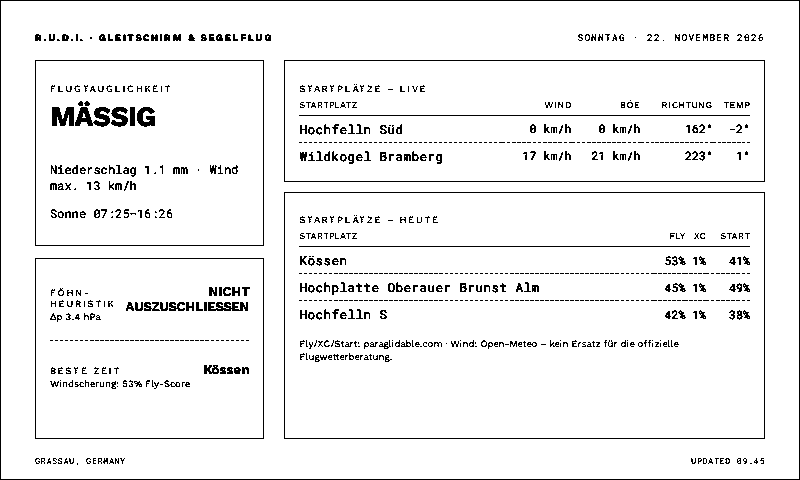 R.U.D.I. · GLEITSCHIRM & SEGELFLUG
SONNTAG · 22. NOVEMBER 2026
FLUGTAUGLICHKEIT
MÄSSIG
Niederschlag 1.1 mm · Wind
max. 13 km/h
Sonne 07:25–16:26
FÖHN-
HEURISTIK
Δp 3.4 hPa
NICHT
AUSZUSCHLIESSEN
BESTE ZEIT
Kössen
Windscherung: 53% Fly-Score
STARTPLÄTZE – LIVE
STARTPLATZ WIND BÖE RICHTUNG TEMP
Hochfelln Süd 0 km/h 0 km/h 162° -2°
Wildkogel Bramberg 17 km/h 21 km/h 223° 1°
STARTPLÄTZE – HEUTE
STARTPLATZ FLY XC START
Kössen 53% 1% 41%
Hochplatte Oberauer Brunst Alm 45% 1% 49%
Hochfelln S 42% 1% 38%
Fly/XC/Start: paraglidable.com · Wind: Open-Meteo – kein Ersatz für die offizielle
Flugwetterberatung.
GRASSAU, GERMANY
UPDATED 09.45